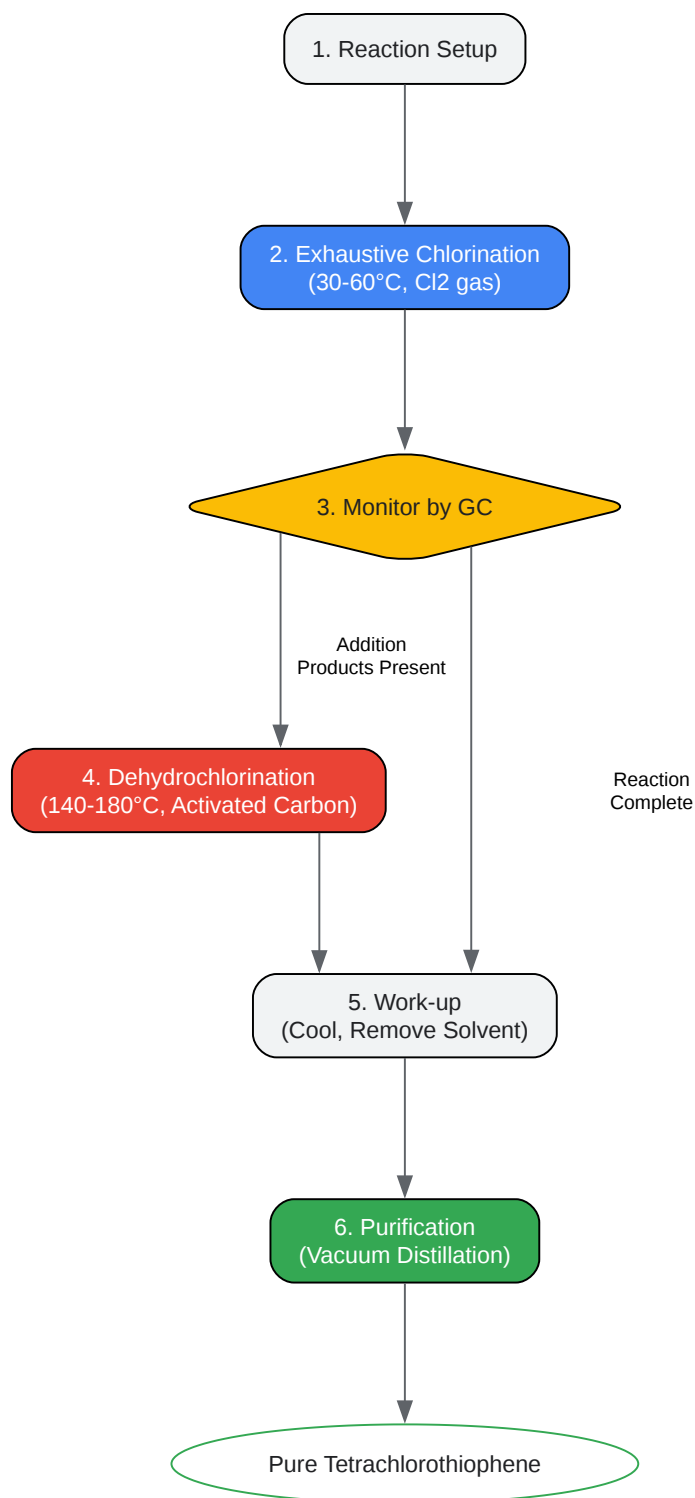 1. Reaction Setup
2. Exhaustive Chlorination
(30-60°C, Cl2 gas)
3. Monitor by GC
Addition
Products Present
4. Dehydrochlorination
(140-180°C, Activated Carbon)
Reaction
Complete
5. Work-up
(Cool, Remove Solvent)
6. Purification
(Vacuum Distillation)
Pure Tetrachlorothiophene